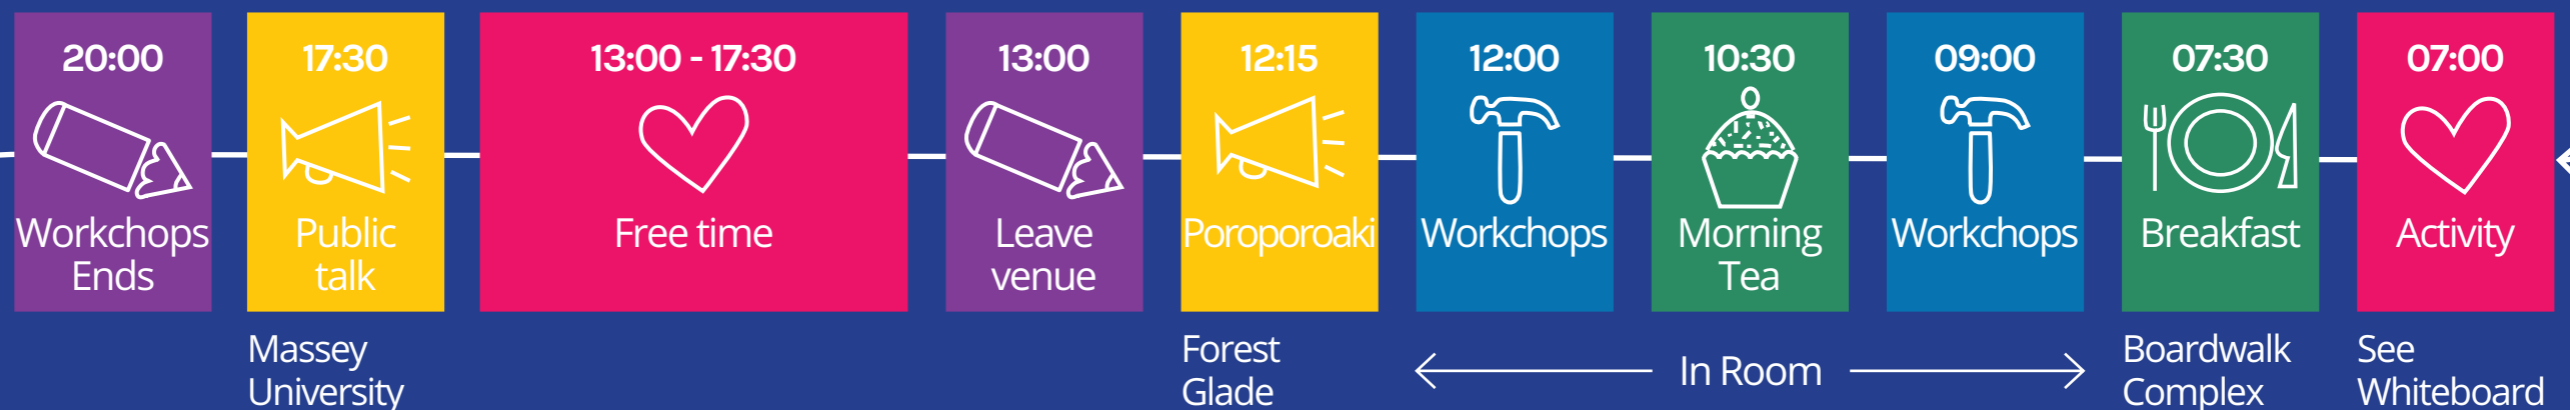 20:00
Workchops
Ends
17:30
Public
talk
Massey
University
13:00 - 17:30
Free time
13:00
Leave
venue
12:15
Poroporoaki
Forest
Glade
12:00
Workchops
10:30
Morning
Tea
09:00
Workchops
In Room
07:30
Breakfast
Boardwalk
Complex
07:00
Activity
See
Whiteboard